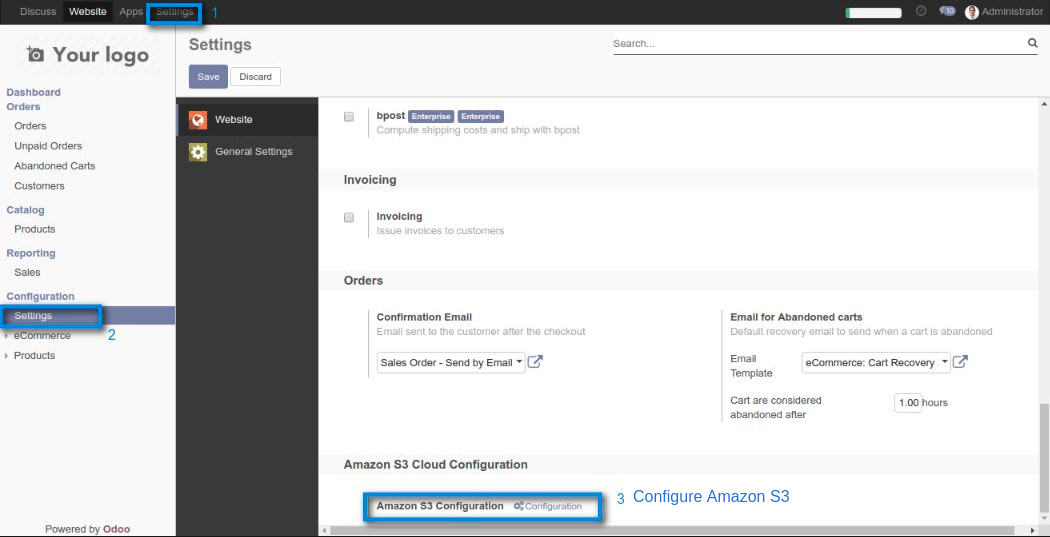 Discuss Website Apps Settings 1 10 Administrator
Your logo
Settings
Search...
Save Discard
Dashboard
Orders
Orders
Unpaid Orders
Abandoned Carts
Customers
Catalog
Products
Reporting
Sales
Configuration
Settings
2
eCommerce
Products
Powered by Odoo
Website
General Settings
bpost Enterprise Enterprise
Compute shipping costs and ship with bpost
Invoicing
Invoicing
Issue invoices to customers
Orders
Confirmation Email
Email sent to the customer after the checkout
Sales Order - Send by Email
Email for Abandoned carts
Default recovery email to send when a cart is abandoned
Email
Template
eCommerce: Cart Recovery
Cart are considered
abandoned after
1.00 hours
Amazon S3 Cloud Configuration
Amazon S3 Configuration Configuration
3 Configure Amazon S3